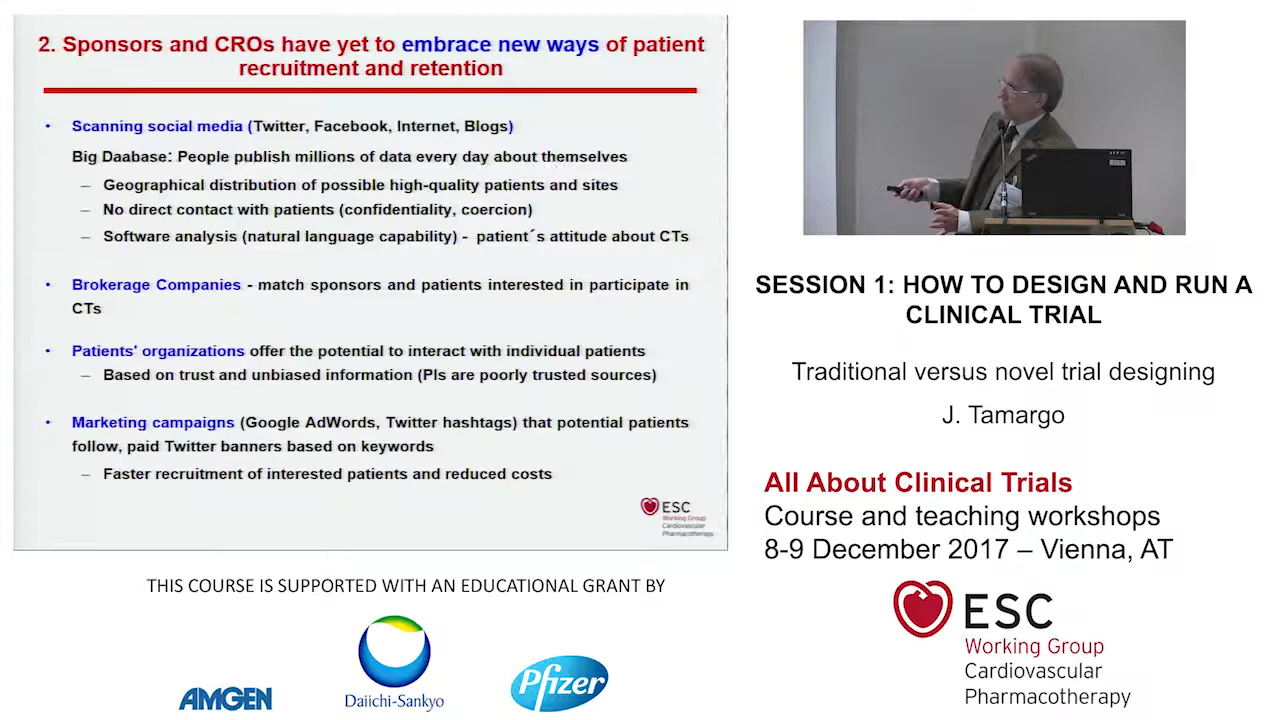 2. Sponsors and CROs have yet to embrace new ways of patient
recruitment and retention
• Scanning social media (Twitter, Facebook, Internet, Blogs)
Big Daabase: People publish millions of data every day about themselves
– Geographical distribution of possible high-quality patients and sites
– No direct contact with patients (confidentiality, coercion)
– Software analysis (natural language capability) - patient´s attitude about CTs
• Brokerage Companies - match sponsors and patients interested in participate in
CTs
• Patients' organizations offer the potential to interact with individual patients
– Based on trust and unbiased information (PIs are poorly trusted sources)
• Marketing campaigns (Google AdWords, Twitter hashtags) that potential patients
follow, paid Twitter banners based on keywords
– Faster recruitment of interested patients and reduced costs
ESC
Working Group
Cardiovascular
Pharmacotherapy
THIS COURSE IS SUPPORTED WITH AN EDUCATIONAL GRANT BY
AMGEN
Daiichi-Sankyo
Pfizer
SESSION 1: HOW TO DESIGN AND RUN A
CLINICAL TRIAL
Traditional versus novel trial designing
J. Tamargo
All About Clinical Trials
Course and teaching workshops
8-9 December 2017 – Vienna, AT
ESC
Working Group
Cardiovascular
Pharmacotherapy